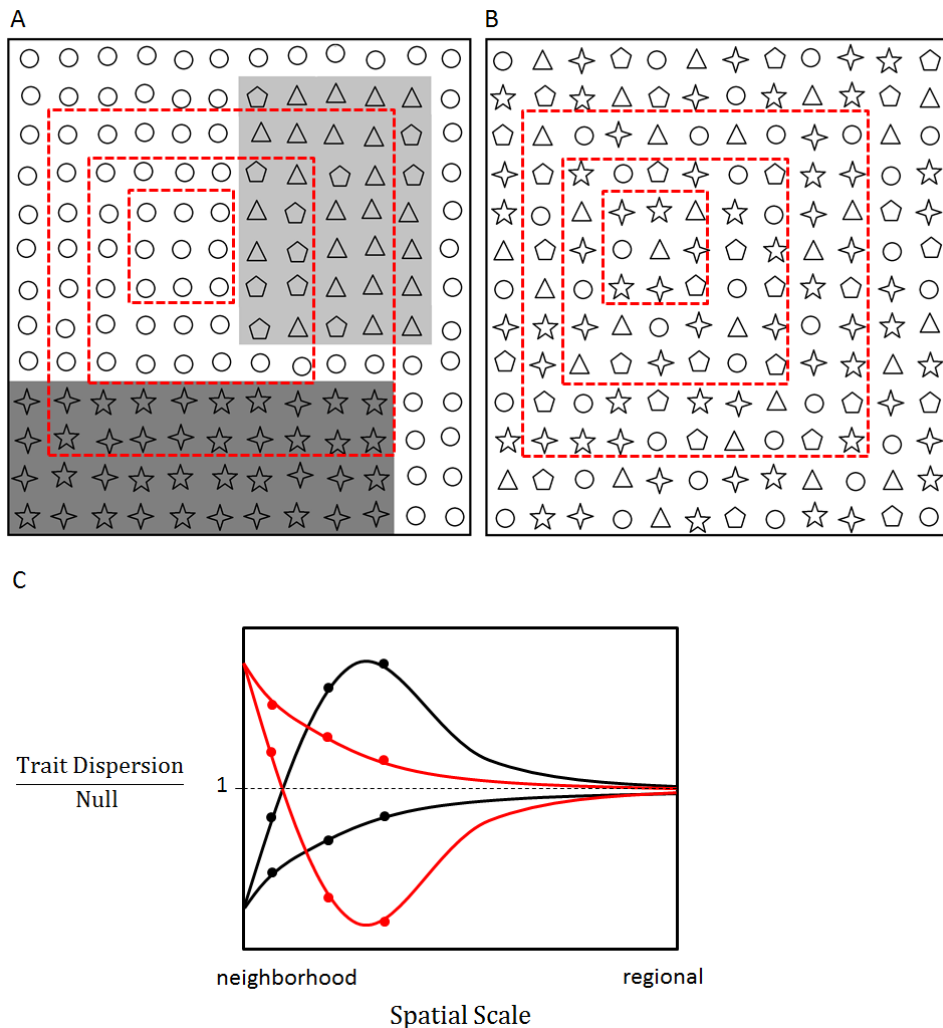 A
B
C
Trait Dispersion
Null
1
neighborhood
regional
Spatial Scale